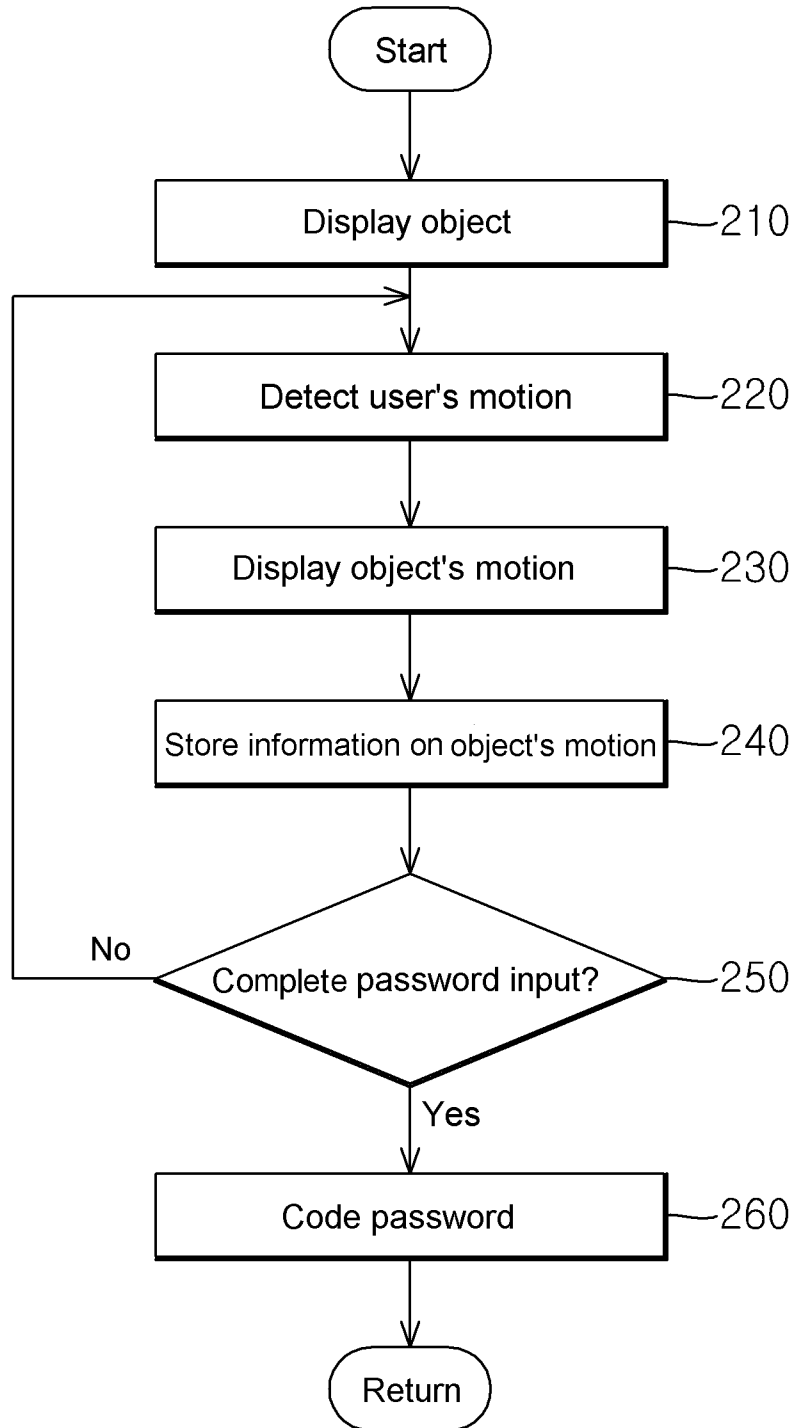 Start
Display object
210
Detect user's motion
220
Display object's motion
230
Store information on object's motion
240
Complete password input?
250
No
Yes
Code password
260
Return